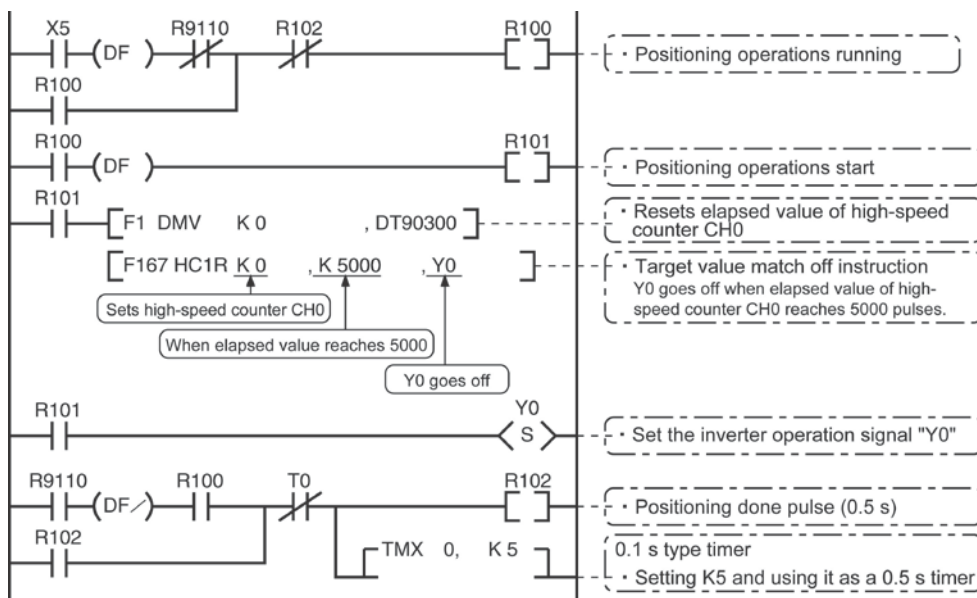 X5
R9110
R102
R100
DF
· Positioning operations running
R100
R100
R101
DF
· Positioning operations start
R101
F1 DMV K 0 , DT90300
· Resets elapsed value of high-speed
counter CH0
F167 HC1R K 0 , K 5000 , Y0
· Target value match off instruction
Y0 goes off when elapsed value of high-
speed counter CH0 reaches 5000 pulses.
Sets high-speed counter CH0
When elapsed value reaches 5000
Y0 goes off
R101
Y0
S
· Set the inverter operation signal "Y0"
R9110
R100
T0
R102
DF/
· Positioning done pulse (0.5 s)
R102
TMX 0, K 5
0.1 s type timer
· Setting K5 and using it as a 0.5 s timer